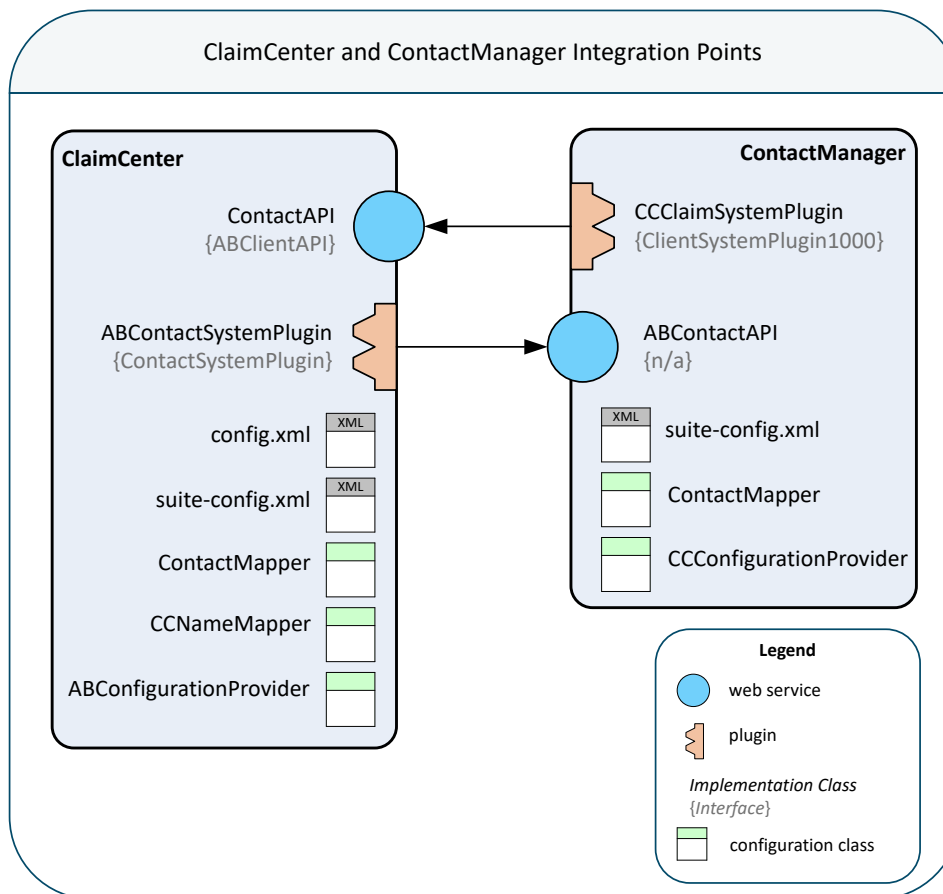 ClaimCenter and ContactManager Integration Points
ClaimCenter
ContactAPI
{ABClientAPI}
ABContactSystemPlugin
{ContactSystemPlugin}
config.xml
XML
suite-config.xml
XML
ContactMapper
CCNameMapper
ABConfigurationProvider
ContactManager
CCClaimSystemPlugin
{ClientSystemPlugin1000}
ABContactAPI
{n/a}
XML
suite-config.xml
ContactMapper
CCConfigurationProvider
Legend
web service
plugin
Implementation Class
{Interface}
configuration class